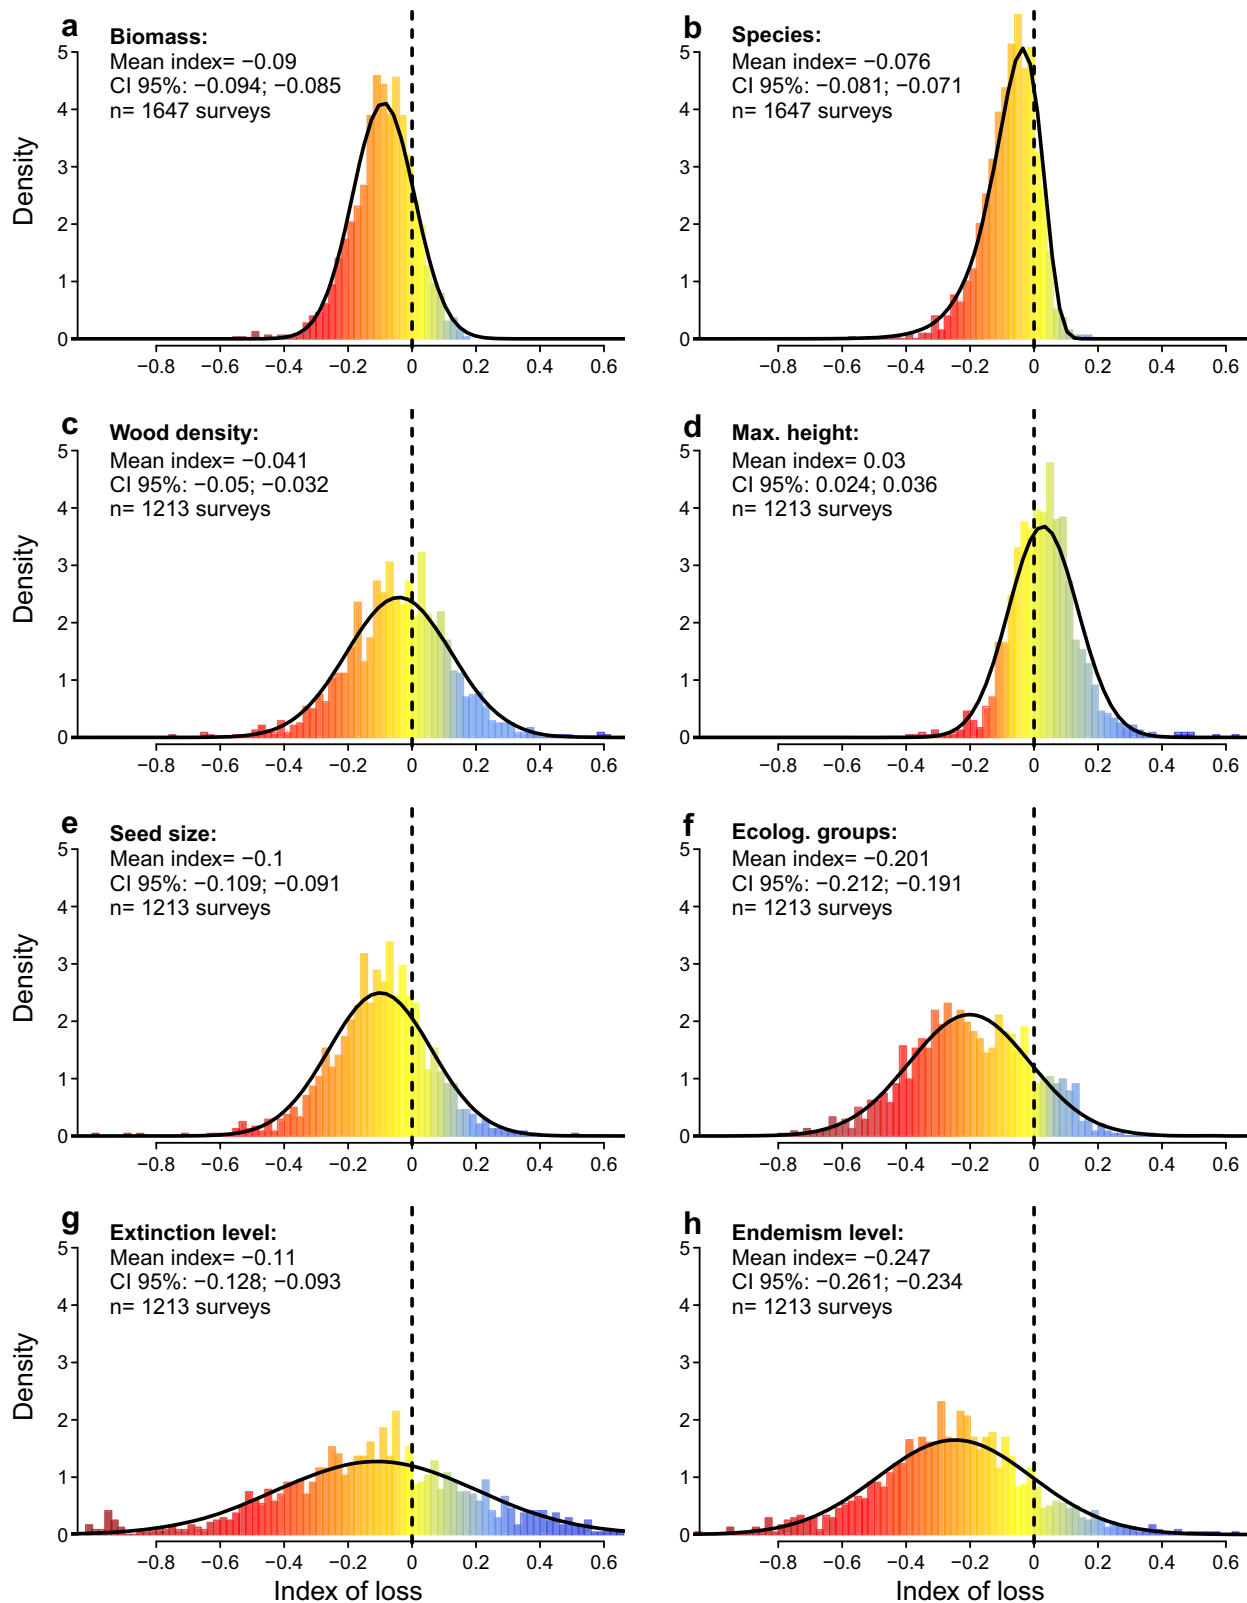 a
Biomass:
Mean index= −0.09
CI 95%: −0.094; −0.085
n= 1647 surveys
5
4
3
2
1
0
Density
−0.8 −0.6 −0.4 −0.2 0 0.2 0.4 0.6
b
Species:
Mean index= −0.076
CI 95%: −0.081; −0.071
n= 1647 surveys
5
4
3
2
1
0
−0.8 −0.6 −0.4 −0.2 0 0.2 0.4 0.6
c
Wood density:
Mean index= −0.041
CI 95%: −0.05; −0.032
n= 1213 surveys
5
4
3
2
1
0
Density
−0.8 −0.6 −0.4 −0.2 0 0.2 0.4 0.6
d
Max. height:
Mean index= 0.03
CI 95%: 0.024; 0.036
n= 1213 surveys
5
4
3
2
1
0
−0.8 −0.6 −0.4 −0.2 0 0.2 0.4 0.6
e
Seed size:
Mean index= −0.1
CI 95%: −0.109; −0.091
n= 1213 surveys
5
4
3
2
1
0
Density
−0.8 −0.6 −0.4 −0.2 0 0.2 0.4 0.6
f
Ecolog. groups:
Mean index= −0.201
CI 95%: −0.212; −0.191
n= 1213 surveys
5
4
3
2
1
0
−0.8 −0.6 −0.4 −0.2 0 0.2 0.4 0.6
g
Extinction level:
Mean index= −0.11
CI 95%: −0.128; −0.093
n= 1213 surveys
5
4
3
2
1
0
Density
−0.8 −0.6 −0.4 −0.2 0 0.2 0.4 0.6
Index of loss
h
Endemism level:
Mean index= −0.247
CI 95%: −0.261; −0.234
n= 1213 surveys
5
4
3
2
1
0
−0.8 −0.6 −0.4 −0.2 0 0.2 0.4 0.6
Index of loss